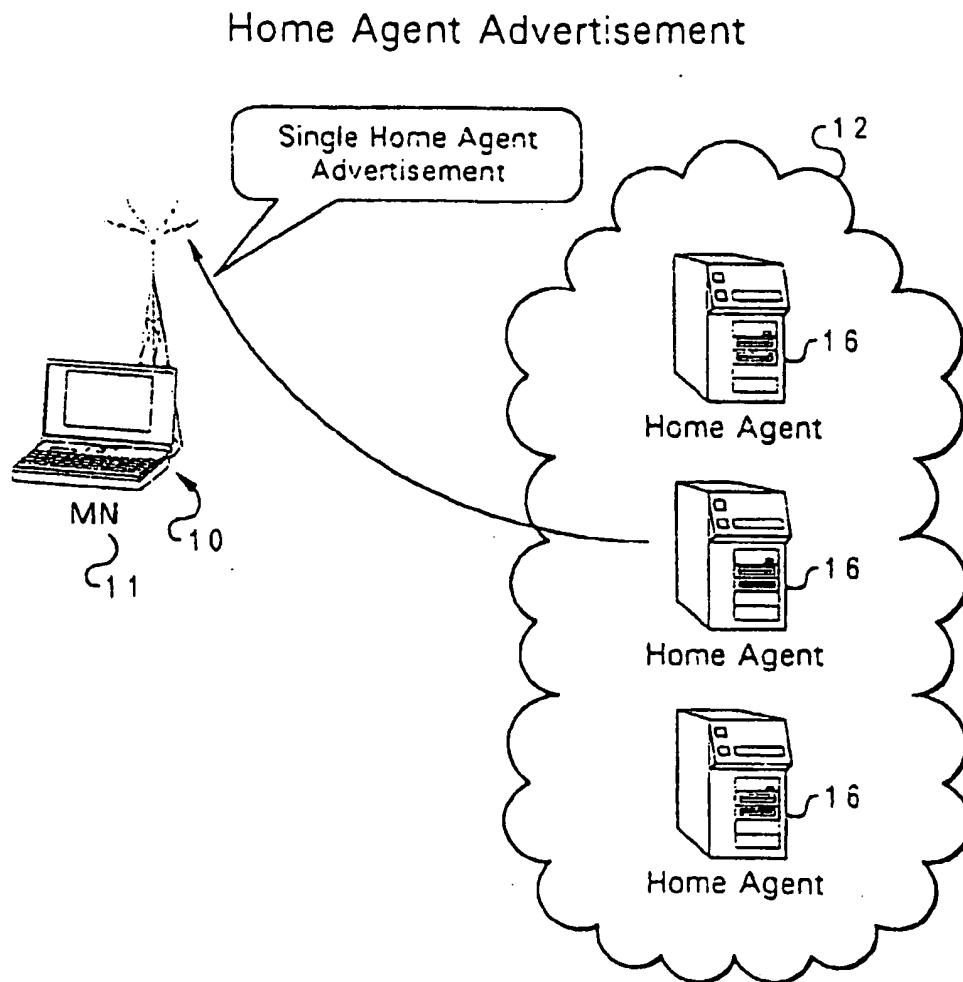 Home Agent Advertisement
Single Home Agent
Advertisement
12
16
Home Agent
MN
10
11
16
Home Agent
16
Home Agent